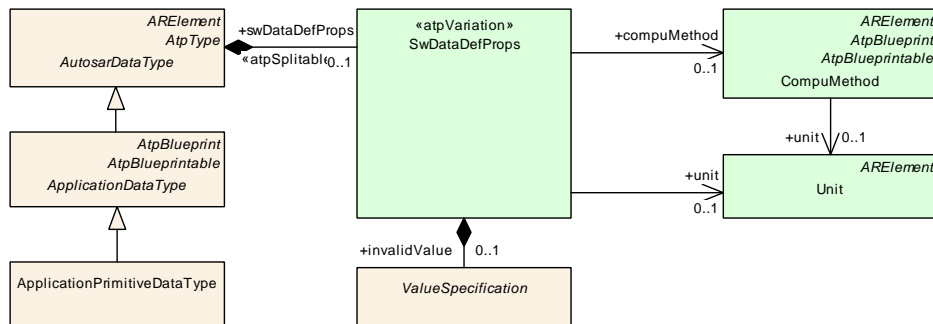 ARElement
AtpType
AutosarDataType
+swDataDefProps
«atpSplitable
0..1
«atpVariation»
SwDataDefProps
+compuMethod
0..1
ARElement
AtpBlueprint
AtpBlueprintable
CompuMethod
+unit
0..1
AtpBlueprint
AtpBlueprintable
ApplicationDataType
+unit
0..1
ARElement
Unit
+invalidValue
0..1
ApplicationPrimitiveDataType
ValueSpecification